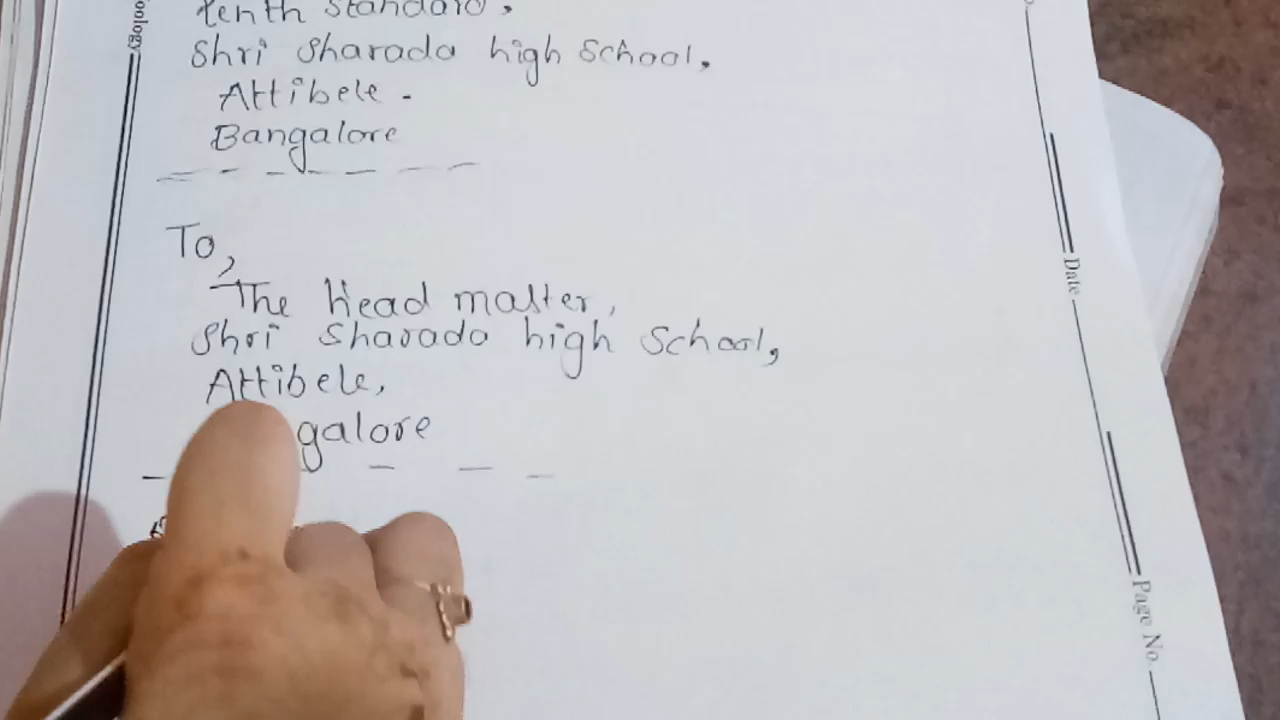 tenth standard,
Shri Sharada high School,
Attibele.
Bangalore
To,
The Head master,
Shri Sharada high School,
Attibele,
galore
ology
Date
Page No.